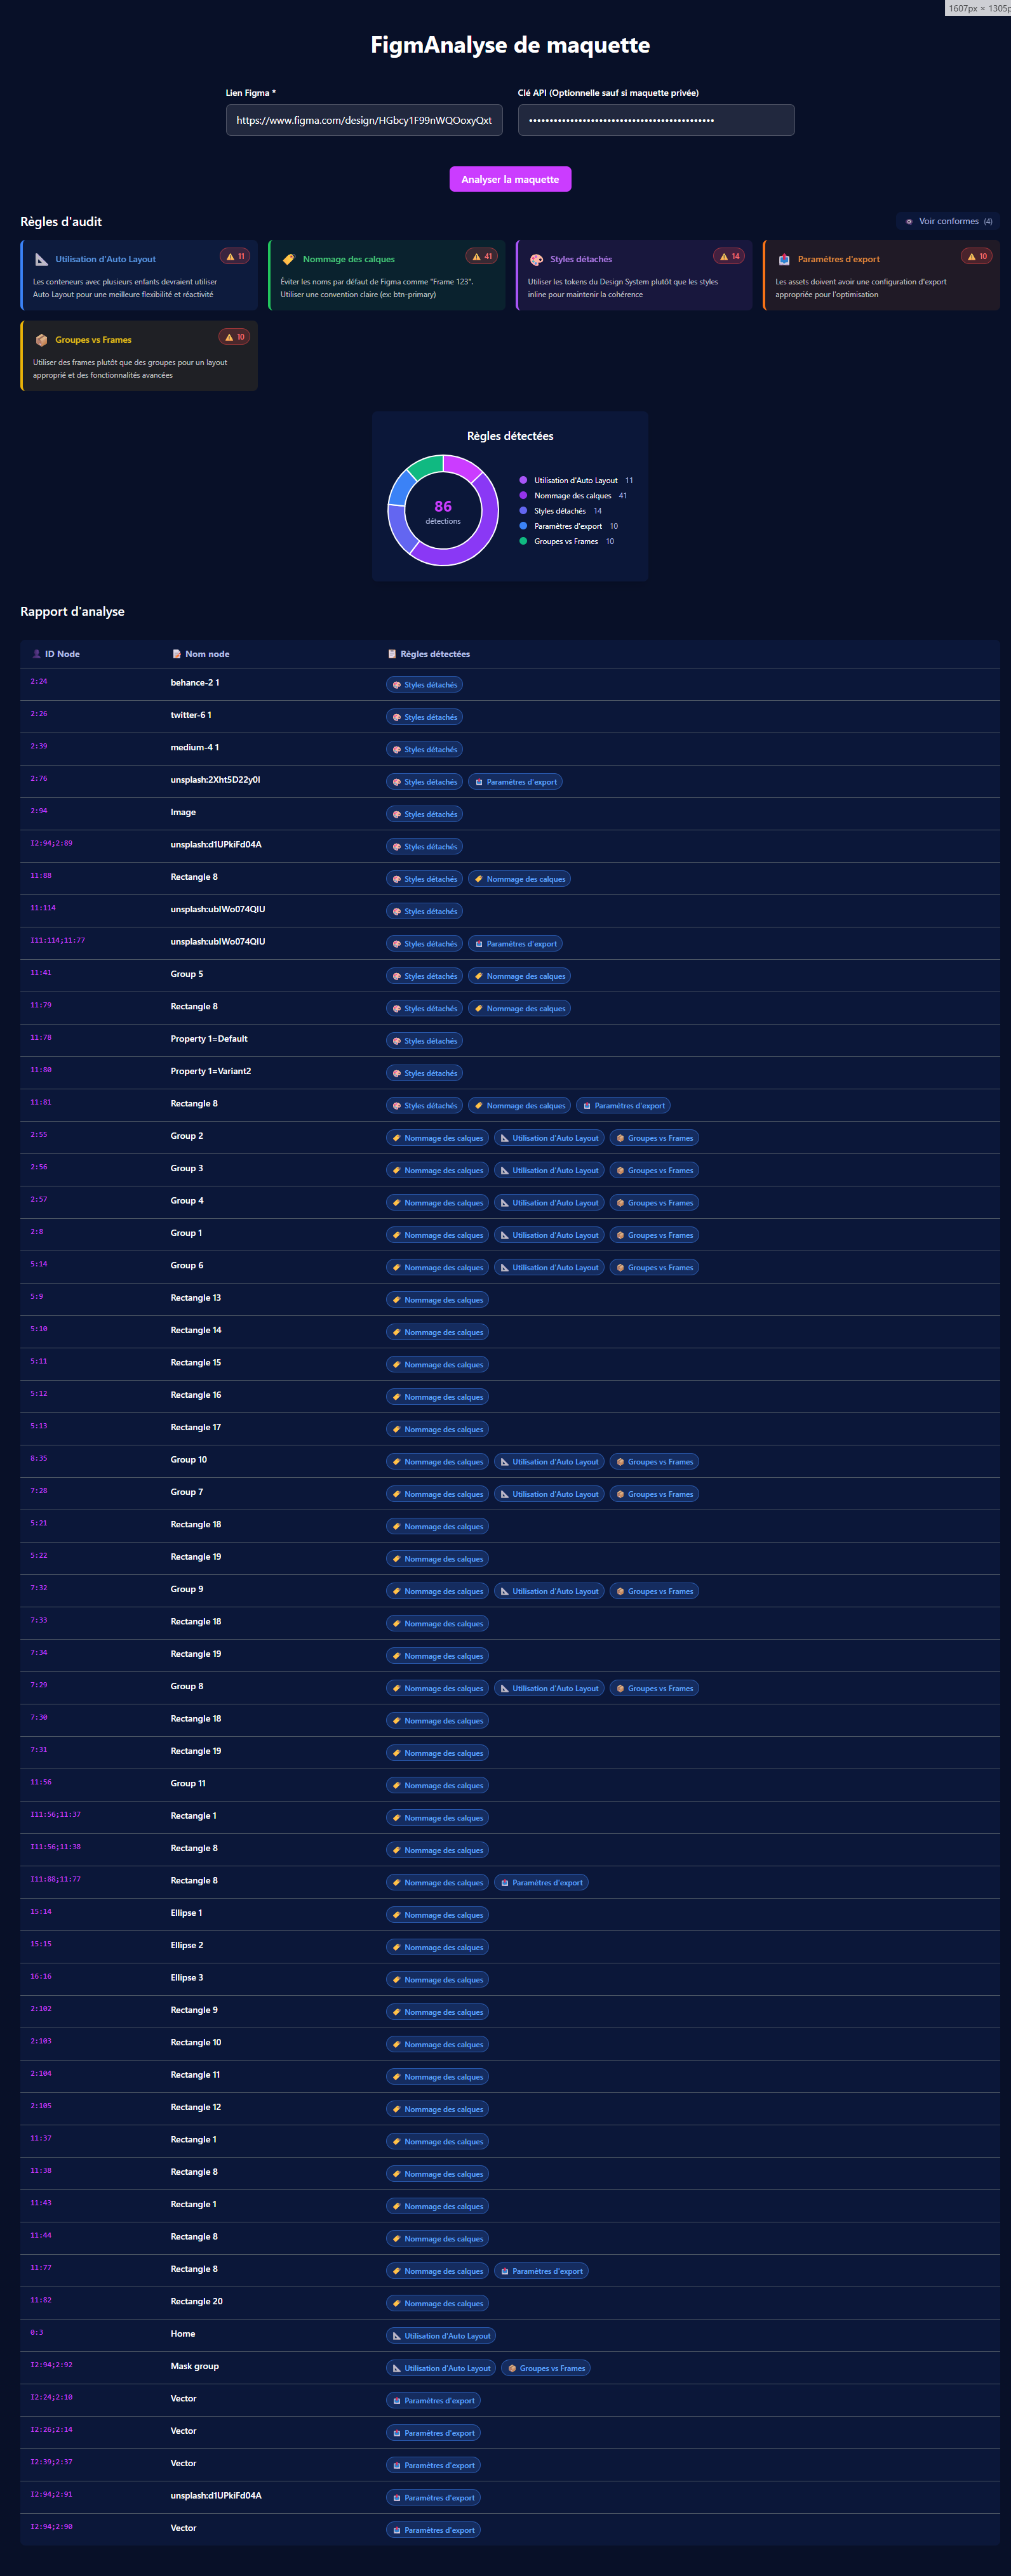 1607px × 1305p
FigmAnalyse de maquette
Lien Figma *
Clé API (Optionnelle sauf si maquette privée)
https://www.figma.com/design/HGbcy1F99nWQOoxyQxt
••••••••••••••••••••••••••••••••••••••••••••••
Analyser la maquette
Règles d'audit
Voir conformes (4)
Utilisation d'Auto Layout
11
Les conteneurs avec plusieurs enfants devraient utiliser
Auto Layout pour une meilleure flexibilité et réactivité
Nommage des calques
41
Éviter les noms par défaut de Figma comme "Frame 123".
Utiliser une convention claire (ex: btn-primary)
Styles détachés
14
Utiliser les tokens du Design System plutôt que les styles
inline pour maintenir la cohérence
Paramètres d'export
10
Les assets doivent avoir une configuration d'export
appropriée pour l'optimisation
Groupes vs Frames
10
Utiliser des frames plutôt que des groupes pour un layout
approprié et des fonctionnalités avancées
Règles détectées
86
détections
Utilisation d'Auto Layout 11
Nommage des calques 41
Styles détachés 14
Paramètres d'export 10
Groupes vs Frames 10
Rapport d'analyse
ID Node Nom node Règles détectées
2:24 behance-2 1 Styles détachés
2:26 twitter-6 1 Styles détachés
2:39 medium-4 1 Styles détachés
2:76 unsplash:2Xht5D22y0I Styles détachés Paramètres d'export
2:94 Image Styles détachés
I2:94;2:89 unsplash:d1UPkiFd04A Styles détachés
11:88 Rectangle 8 Styles détachés Nommage des calques
11:114 unsplash:ubIWo074QlU Styles détachés
I11:114;11:77 unsplash:ubIWo074QlU Styles détachés Paramètres d'export
11:41 Group 5 Styles détachés Nommage des calques
11:79 Rectangle 8 Styles détachés Nommage des calques
11:78 Property 1=Default Styles détachés
11:80 Property 1=Variant2 Styles détachés
11:81 Rectangle 8 Styles détachés Nommage des calques Paramètres d'export
2:55 Group 2 Nommage des calques Utilisation d'Auto Layout Groupes vs Frames
2:56 Group 3 Nommage des calques Utilisation d'Auto Layout Groupes vs Frames
2:57 Group 4 Nommage des calques Utilisation d'Auto Layout Groupes vs Frames
2:8 Group 1 Nommage des calques Utilisation d'Auto Layout Groupes vs Frames
5:14 Group 6 Nommage des calques Utilisation d'Auto Layout Groupes vs Frames
5:9 Rectangle 13 Nommage des calques
5:10 Rectangle 14 Nommage des calques
5:11 Rectangle 15 Nommage des calques
5:12 Rectangle 16 Nommage des calques
5:13 Rectangle 17 Nommage des calques
8:35 Group 10 Nommage des calques Utilisation d'Auto Layout Groupes vs Frames
7:28 Group 7 Nommage des calques Utilisation d'Auto Layout Groupes vs Frames
5:21 Rectangle 18 Nommage des calques
5:22 Rectangle 19 Nommage des calques
7:32 Group 9 Nommage des calques Utilisation d'Auto Layout Groupes vs Frames
7:33 Rectangle 18 Nommage des calques
7:34 Rectangle 19 Nommage des calques
7:29 Group 8 Nommage des calques Utilisation d'Auto Layout Groupes vs Frames
7:30 Rectangle 18 Nommage des calques
7:31 Rectangle 19 Nommage des calques
11:56 Group 11 Nommage des calques
I11:56;11:37 Rectangle 1 Nommage des calques
I11:56;11:38 Rectangle 8 Nommage des calques
I11:88;11:77 Rectangle 8 Nommage des calques Paramètres d'export
15:14 Ellipse 1 Nommage des calques
15:15 Ellipse 2 Nommage des calques
16:16 Ellipse 3 Nommage des calques
2:102 Rectangle 9 Nommage des calques
2:103 Rectangle 10 Nommage des calques
2:104 Rectangle 11 Nommage des calques
2:105 Rectangle 12 Nommage des calques
11:37 Rectangle 1 Nommage des calques
11:38 Rectangle 8 Nommage des calques
11:43 Rectangle 1 Nommage des calques
11:44 Rectangle 8 Nommage des calques
11:77 Rectangle 8 Nommage des calques Paramètres d'export
11:82 Rectangle 20 Nommage des calques
0:3 Home Utilisation d'Auto Layout
I2:94;2:92 Mask group Utilisation d'Auto Layout Groupes vs Frames
I2:24;2:10 Vector Paramètres d'export
I2:26;2:14 Vector Paramètres d'export
I2:39;2:37 Vector Paramètres d'export
I2:94;2:91 unsplash:d1UPkiFd04A Paramètres d'export
I2:94;2:90 Vector Paramètres d'export